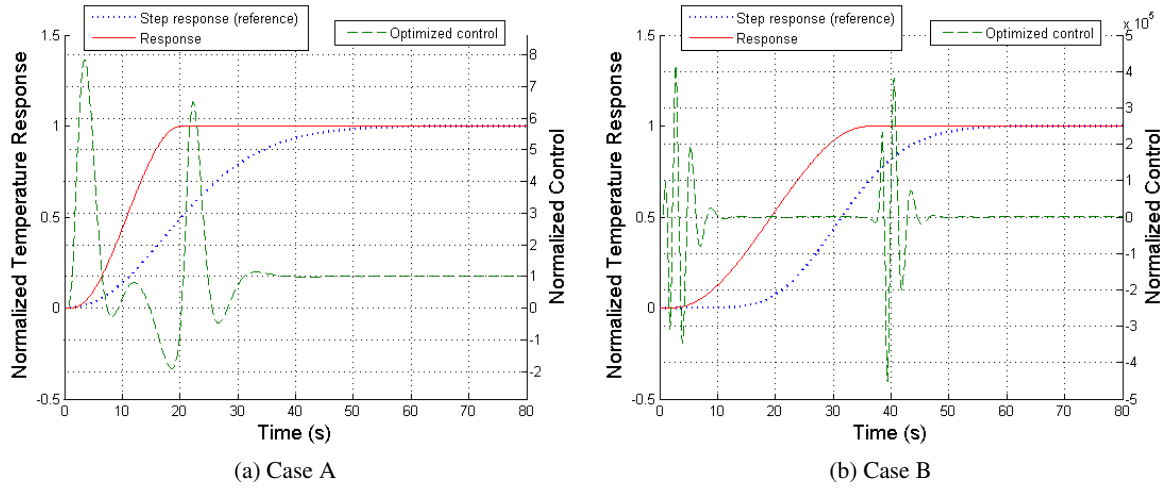 Step response (reference)
Response
Optimized control
1.5
1
0.5
0
-0.5
Normalized Temperature Response
8
7
6
5
4
3
2
1
0
-1
-2
Normalized Control
0 10 20 30 40 50 60 70 80
Time (s)
(a) Case A
Step response (reference)
Response
Optimized control
x 10^5
1.5
1
0.5
0
-0.5
Normalized Temperature Response
5
4
3
2
1
0
-1
-2
-3
-4
-5
Normalized Control
0 10 20 30 40 50 60 70 80
Time (s)
(b) Case B